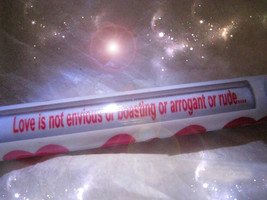 Love is not envious or boasting or arrogant or rude....